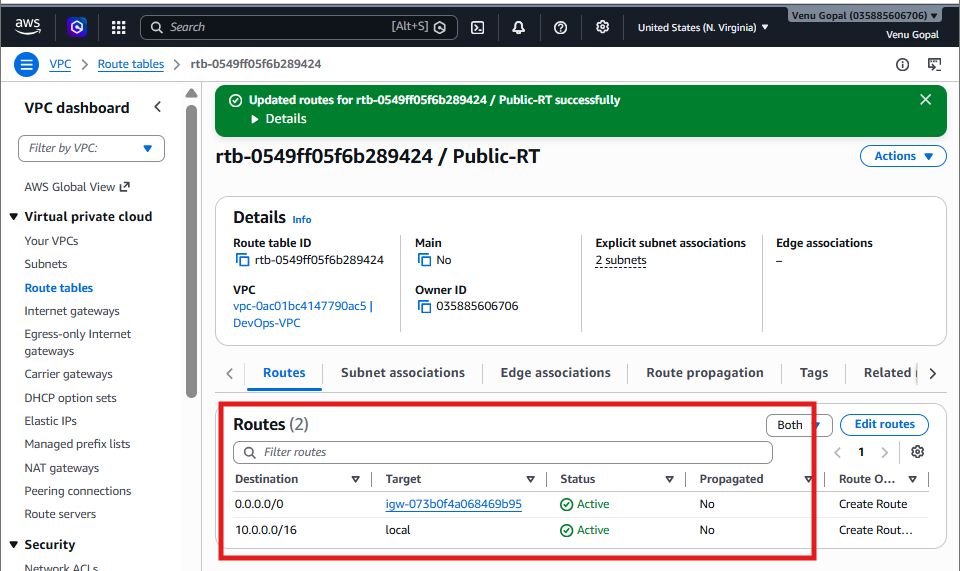 aws
Search [Alt+S]
United States (N. Virginia)
Venu Gopal (035885606706)
Venu Gopal
VPC > Route tables > rtb-0549ff05f6b289424
VPC dashboard
Filter by VPC:
AWS Global View
Virtual private cloud
Your VPCs
Subnets
Route tables
Internet gateways
Egress-only Internet
gateways
Carrier gateways
DHCP option sets
Elastic IPs
Managed prefix lists
NAT gateways
Peering connections
Route servers
Security
Network ACLs
Updated routes for rtb-0549ff05f6b289424 / Public-RT successfully
Details
rtb-0549ff05f6b289424 / Public-RT
Actions
Details Info
Route table ID
rtb-0549ff05f6b289424
Main
No
Explicit subnet associations
2 subnets
Edge associations
–
VPC
vpc-0ac01bc4147790ac5 |
DevOps-VPC
Owner ID
035885606706
Routes Subnet associations Edge associations Route propagation Tags Related
Routes (2)
Both
Edit routes
Filter routes
1
Destination Target Status Propagated Route O...
0.0.0.0/0 igw-073b0f4a068469b95 Active No Create Route
10.0.0.0/16 local Active No Create Rout...